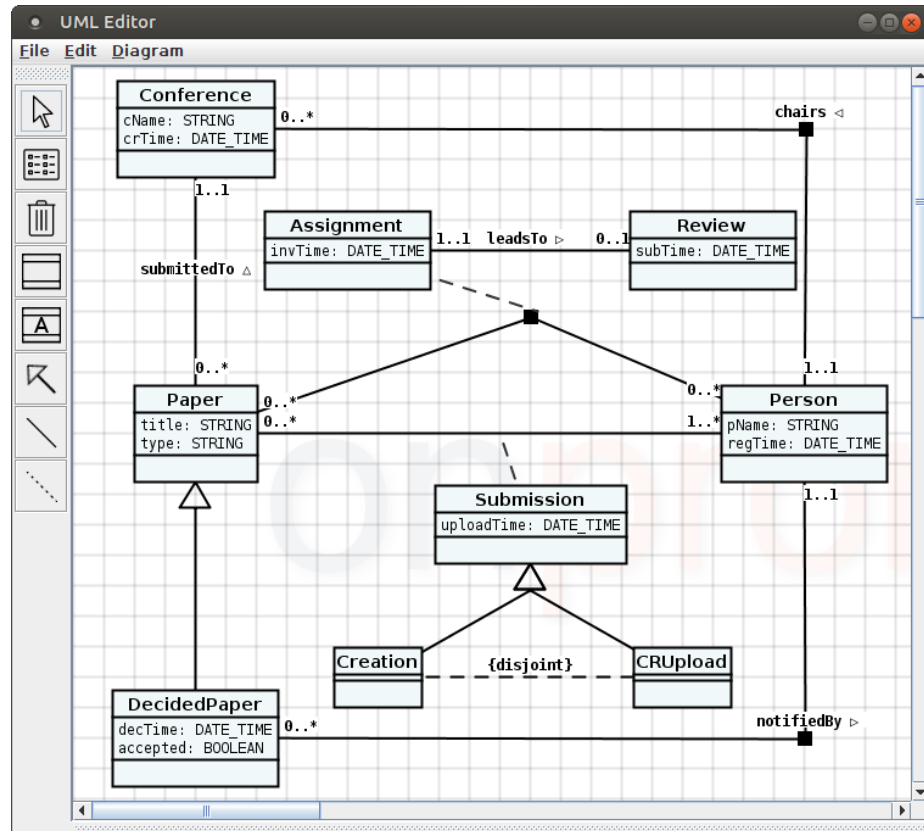 UML Editor
File Edit Diagram
Conference
cName: STRING
crTime: DATE_TIME
0..*
chairs ◁
1..1
Assignment
invTime: DATE_TIME
1..1
leadsTo ▷
0..1
Review
subTime: DATE_TIME
submittedTo △
0..*
1..1
Paper
title: STRING
type: STRING
0..*
0..*
0..*
1..*
Person
pName: STRING
regTime: DATE_TIME
1..1
Submission
uploadTime: DATE_TIME
Creation
{disjoint}
CRUpload
DecidedPaper
decTime: DATE_TIME
accepted: BOOLEAN
0..*
notifiedBy ▷
A
onpro